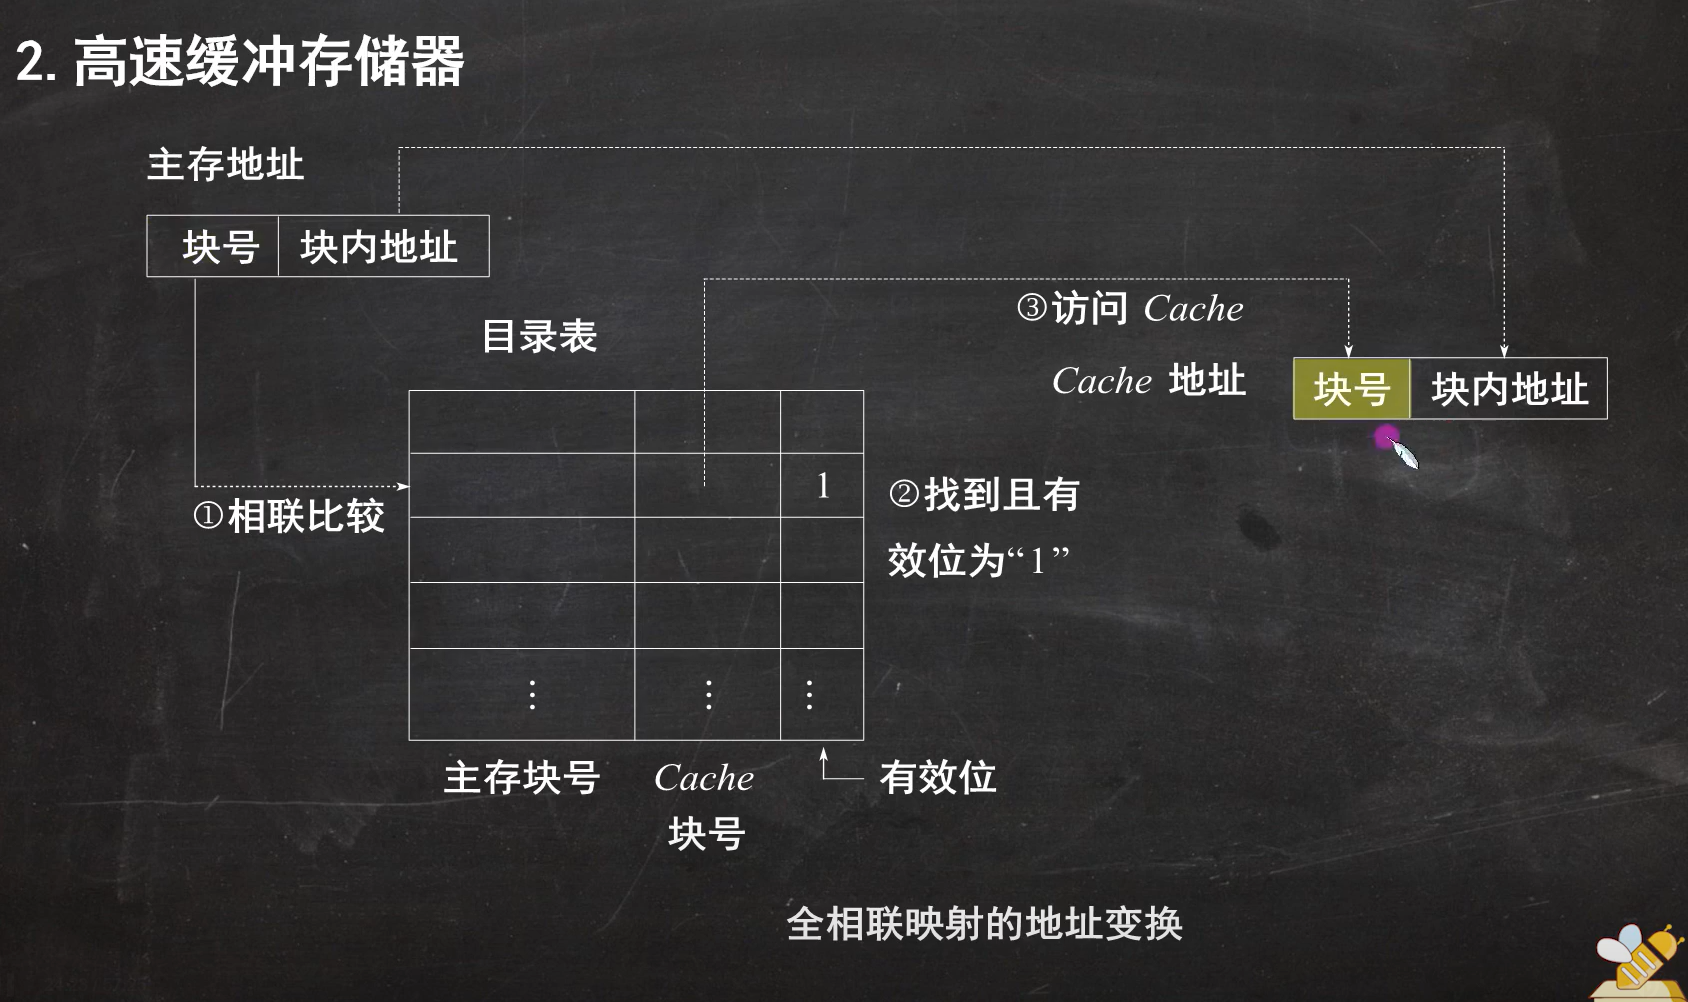 2. 高速缓冲存储器
主存地址
块号 块内地址
③访问 Cache
目录表
Cache 地址 块号 块内地址
1
②找到且有
①相联比较
效位为“1”
⋮ ⋮ ⋮
主存块号 Cache 有效位
块号
全相联映射的地址变换